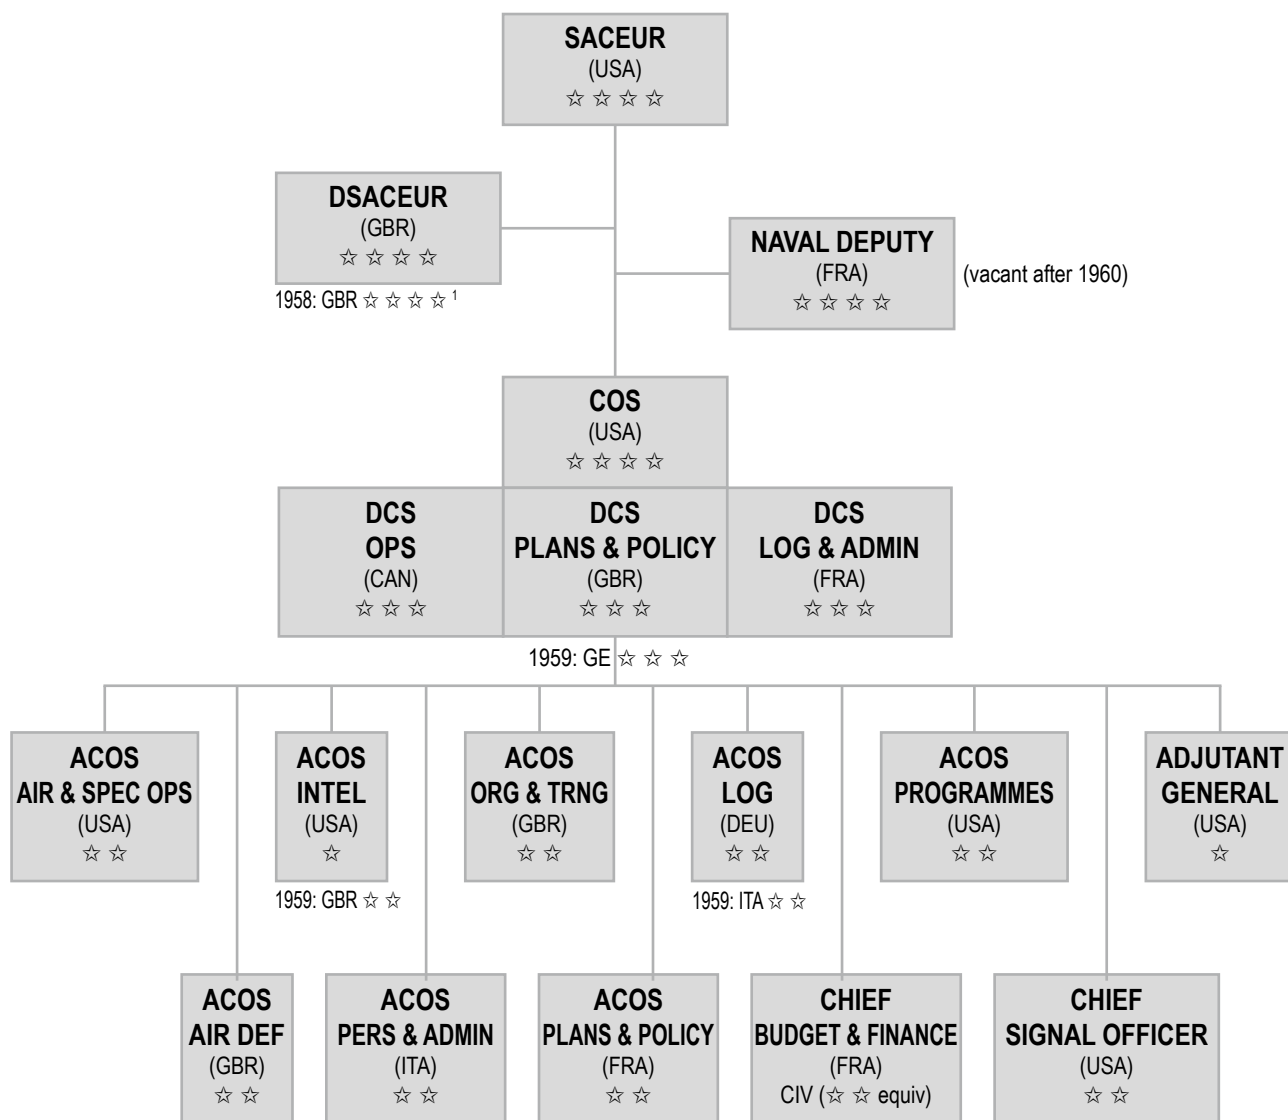 SACEUR
(USA)
☆ ☆ ☆ ☆
DSACEUR
(GBR)
☆ ☆ ☆ ☆
1958: GBR ☆ ☆ ☆ ☆ ¹
NAVAL DEPUTY
(FRA)
☆ ☆ ☆ ☆
(vacant after 1960)
COS
(USA)
☆ ☆ ☆ ☆
DCS
OPS
(CAN)
☆ ☆ ☆
DCS
PLANS & POLICY
(GBR)
☆ ☆ ☆
DCS
LOG & ADMIN
(FRA)
☆ ☆ ☆
1959: GE ☆ ☆ ☆
ACOS
AIR & SPEC OPS
(USA)
☆ ☆
ACOS
INTEL
(USA)
☆
1959: GBR ☆ ☆
ACOS
ORG & TRNG
(GBR)
☆ ☆
ACOS
LOG
(DEU)
☆ ☆
1959: ITA ☆ ☆
ACOS
PROGRAMMES
(USA)
☆ ☆
ADJUTANT
GENERAL
(USA)
☆
ACOS
AIR DEF
(GBR)
☆ ☆
ACOS
PERS & ADMIN
(ITA)
☆ ☆
ACOS
PLANS & POLICY
(FRA)
☆ ☆
CHIEF
BUDGET & FINANCE
(FRA)
CIV (☆ ☆ equiv)
CHIEF
SIGNAL OFFICER
(USA)
☆ ☆